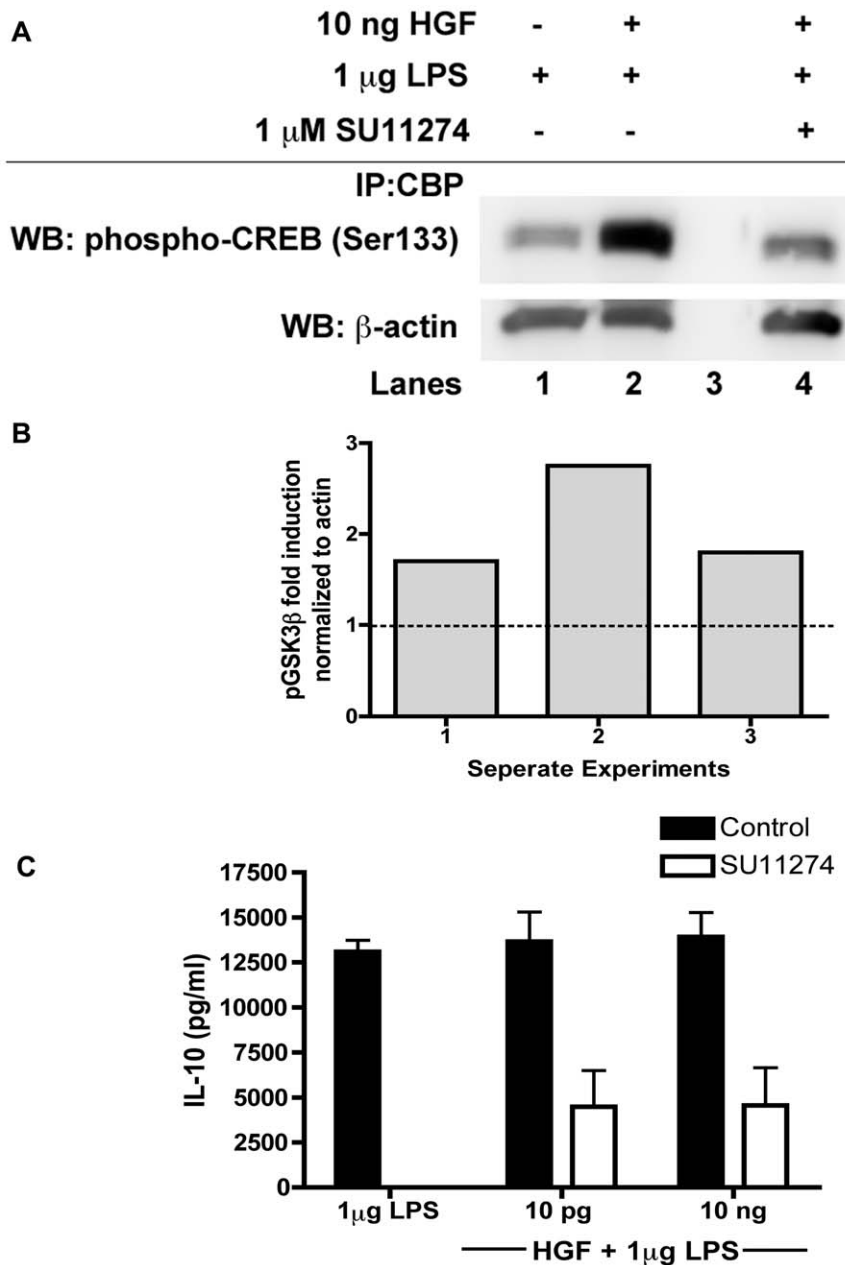 A
10 ng HGF - + +
1 μg LPS + + +
1 μM SU11274 - - +
IP:CBP
WB: phospho-CREB (Ser133)
WB: β-actin
Lanes 1 2 3 4
B
pGSK3β fold induction
normalized to actin
3
2
1
0
1 2 3
Seperate Experiments
Control
SU11274
C
IL-10 (pg/ml)
17500
15000
12500
10000
7500
5000
2500
0
1μg LPS 10 pg 10 ng
HGF + 1μg LPS